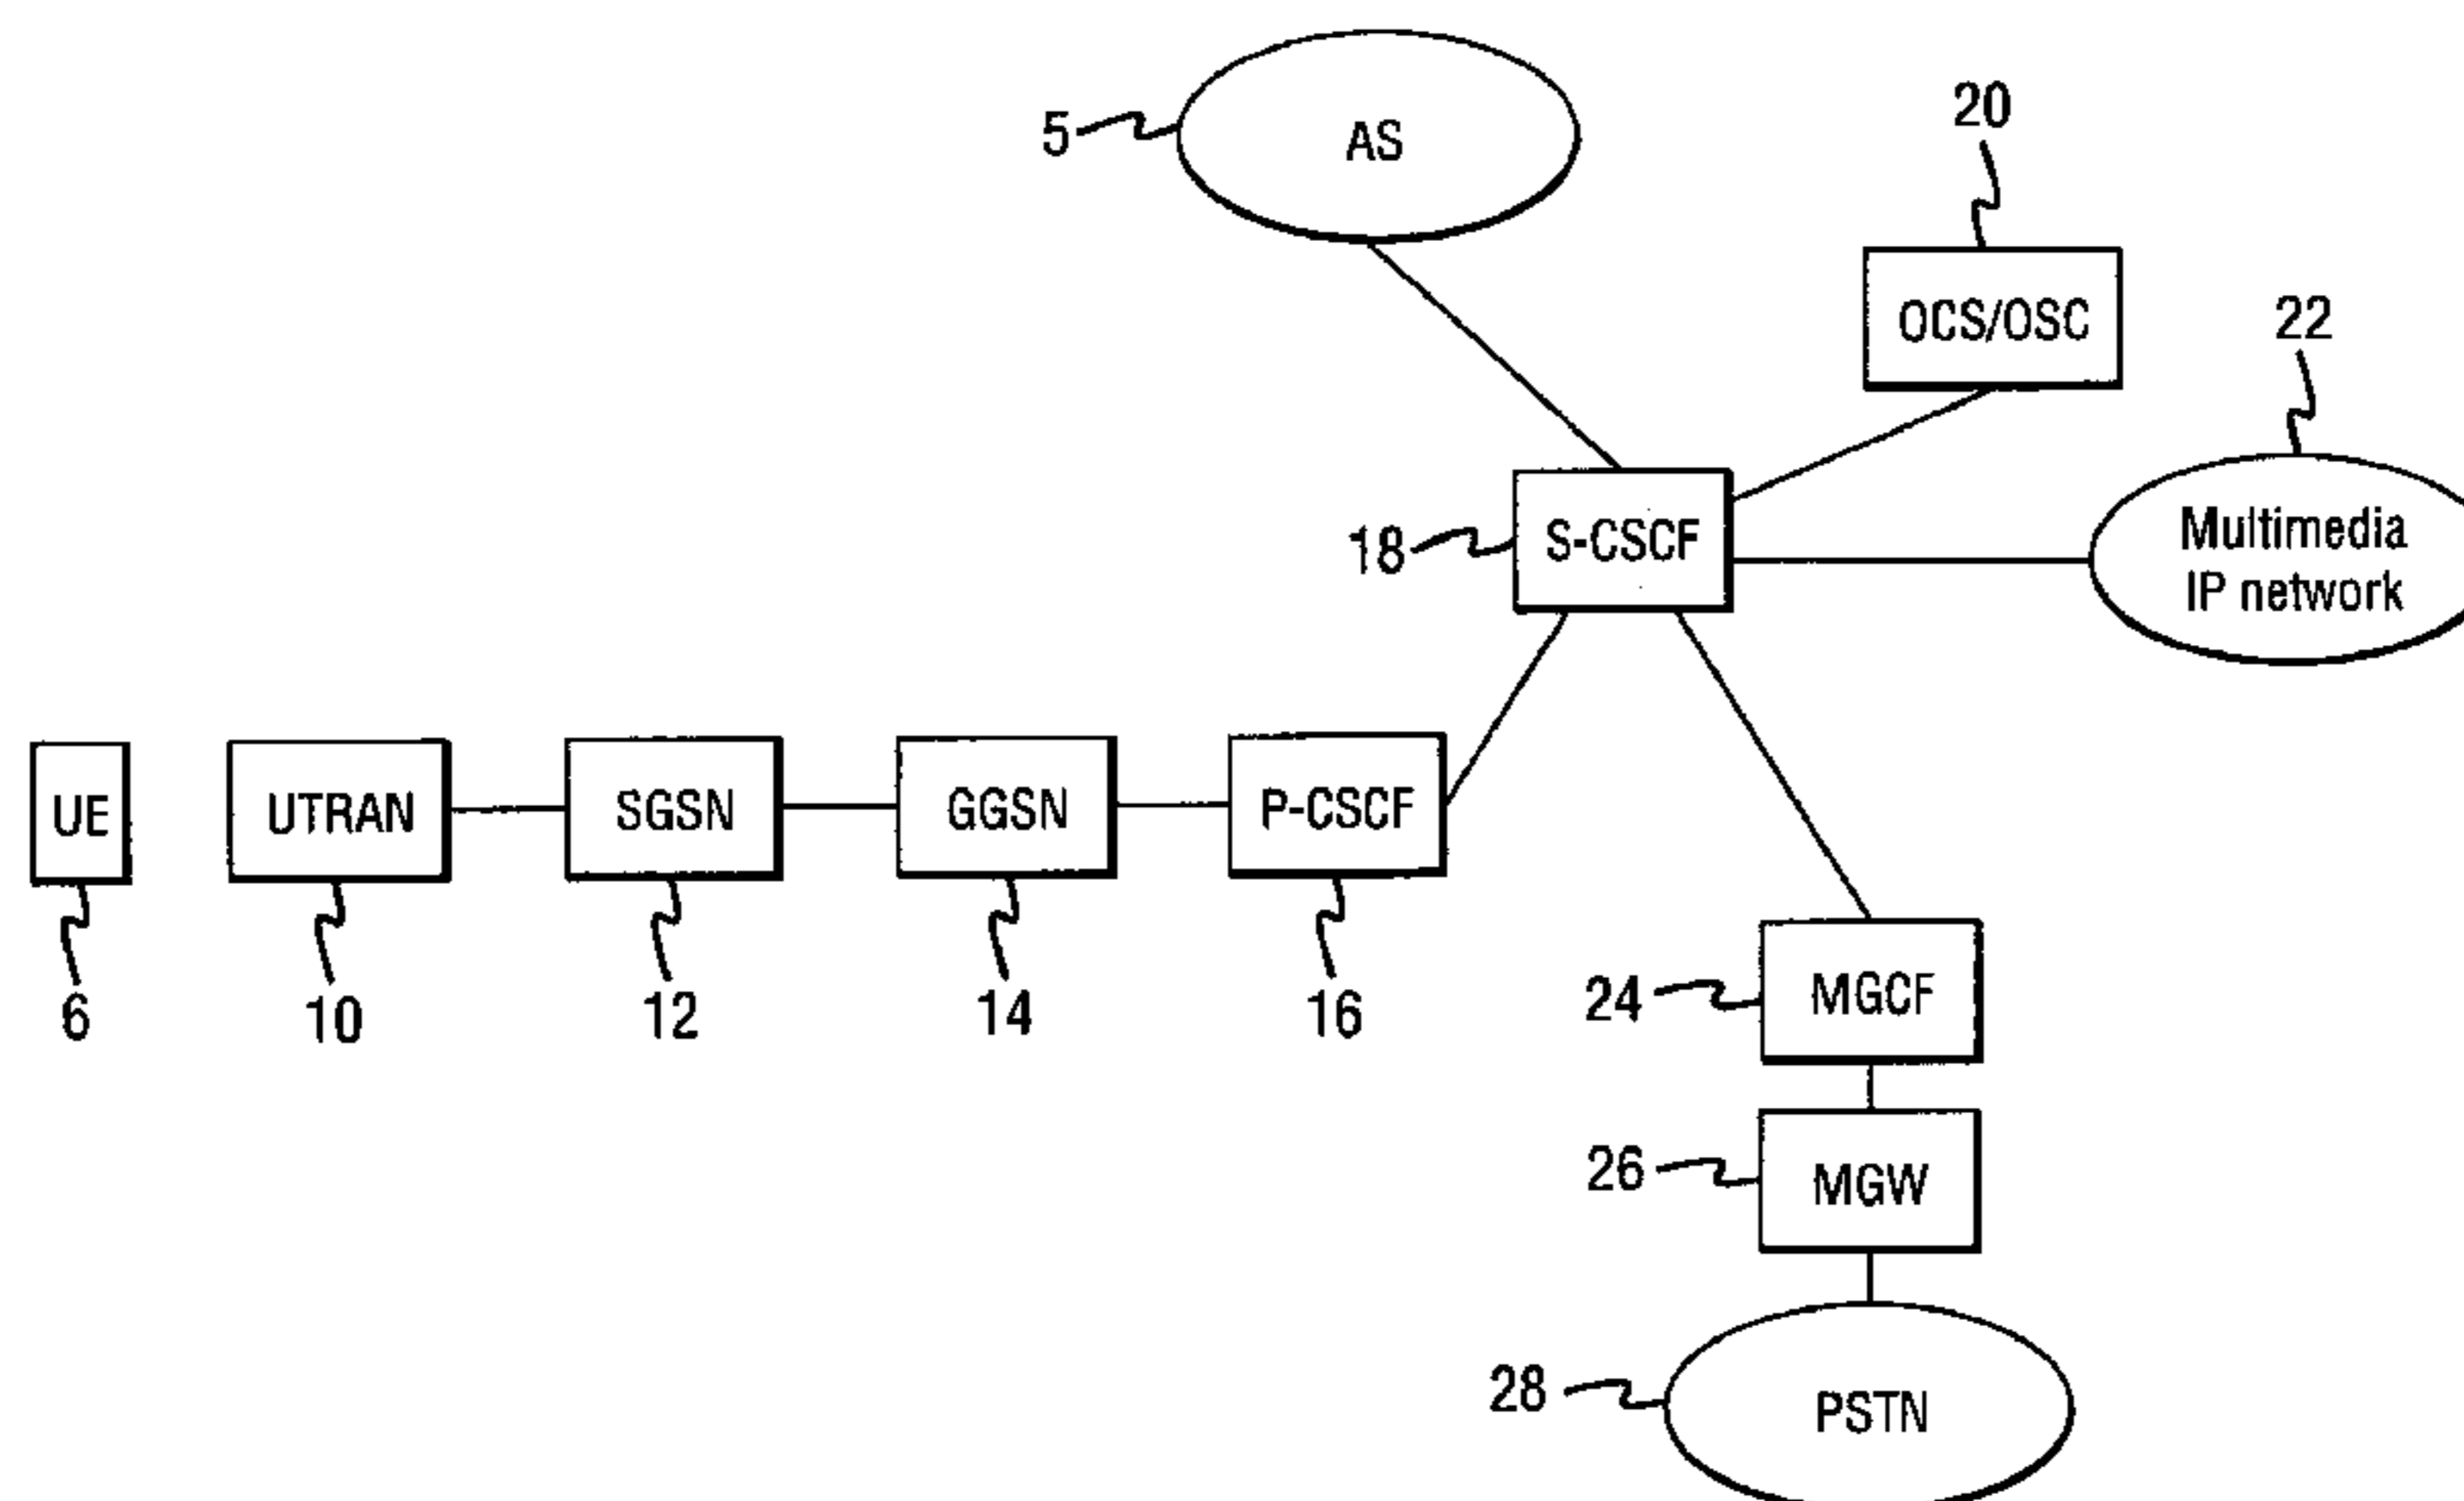 5
AS
20
OCS/OSC
22
Multimedia
IP network
18
S-CSCF
UE
UTRAN
SGSN
GGSN
P-CSCF
6
10
12
14
16
24
MGCF
26
MGW
28
PSTN